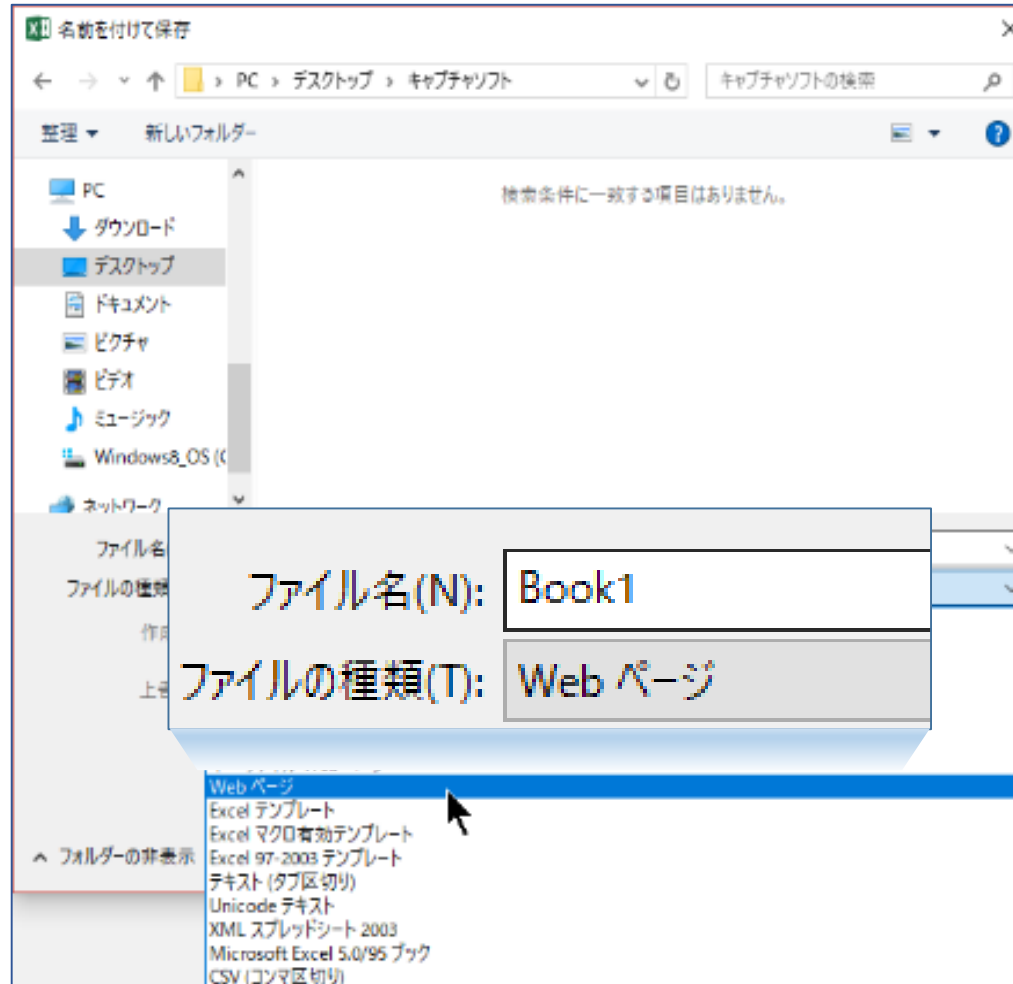 名前を付けて保存
PC › デスクトップ › キャプチャソフト
キャプチャソフトの検索
整理
新しいフォルダー
検索条件に一致する項目はありません。
PC
ダウンロード
デスクトップ
ドキュメント
ピクチャ
ビデオ
ミュージック
Windows8_OS (C
ネットワーク
ファイル名
ファイルの種類
ファイル名(N): Book1
ファイルの種類(T): Web ページ
作成
上書
Web ページ
Excel テンプレート
Excel マクロ有効テンプレート
フォルダーの非表示
Excel 97-2003 テンプレート
テキスト (タブ区切り)
Unicode テキスト
XML スプレッドシート 2003
Microsoft Excel 5.0/95 ブック
CSV (コンマ区切り)